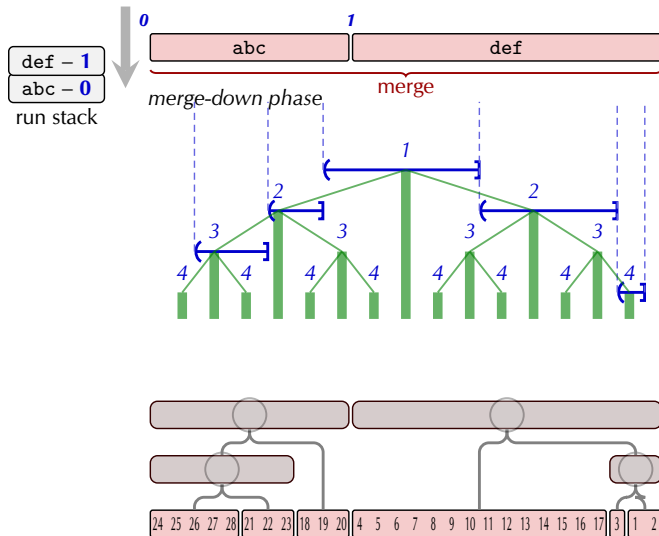 0 1
abc def
def – 1
abc – 0
run stack
merge
merge-down phase
1
2 2
3 3 3 3
4 4 4 4 4 4 4 4
24 25 26 27 28 21 22 23 18 19 20 4 5 6 7 8 9 10 11 12 13 14 15 16 17 3 1 2